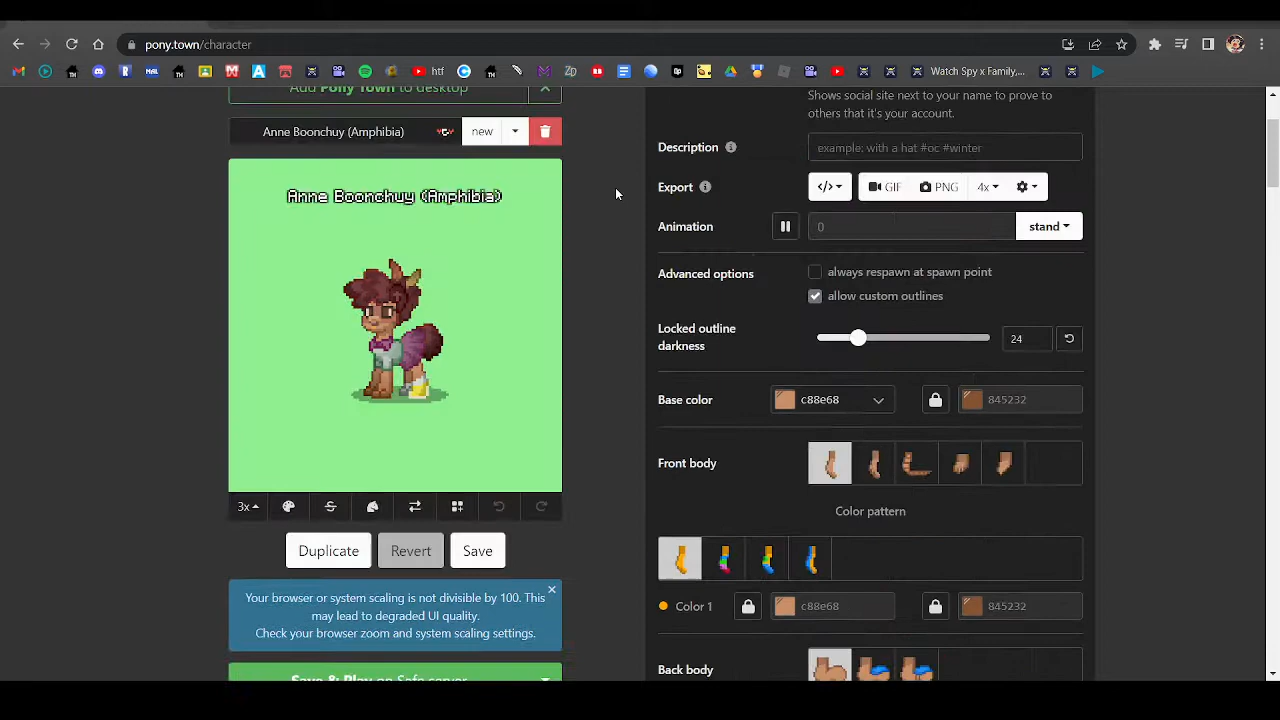 pony.town/character
htf
Watch Spy x Family,...
Add Pony Town to desktop
Anne Boonchuy (Amphibia)
new
Anne Boonchuy (Amphibia)
3x
Duplicate
Revert
Save
Your browser or system scaling is not divisible by 100. This
may lead to degraded UI quality.
Check your browser zoom and system scaling settings.
Save & Play on Safe server
Shows social site next to your name to prove to
others that it's your account.
Description
example: with a hat #oc #winter
Export
</>
GIF
PNG
4x
Animation
0
stand
Advanced options
always respawn at spawn point
allow custom outlines
Locked outline
darkness
24
Base color
c88e68
845232
Front body
Color pattern
Color 1
c88e68
845232
Back body